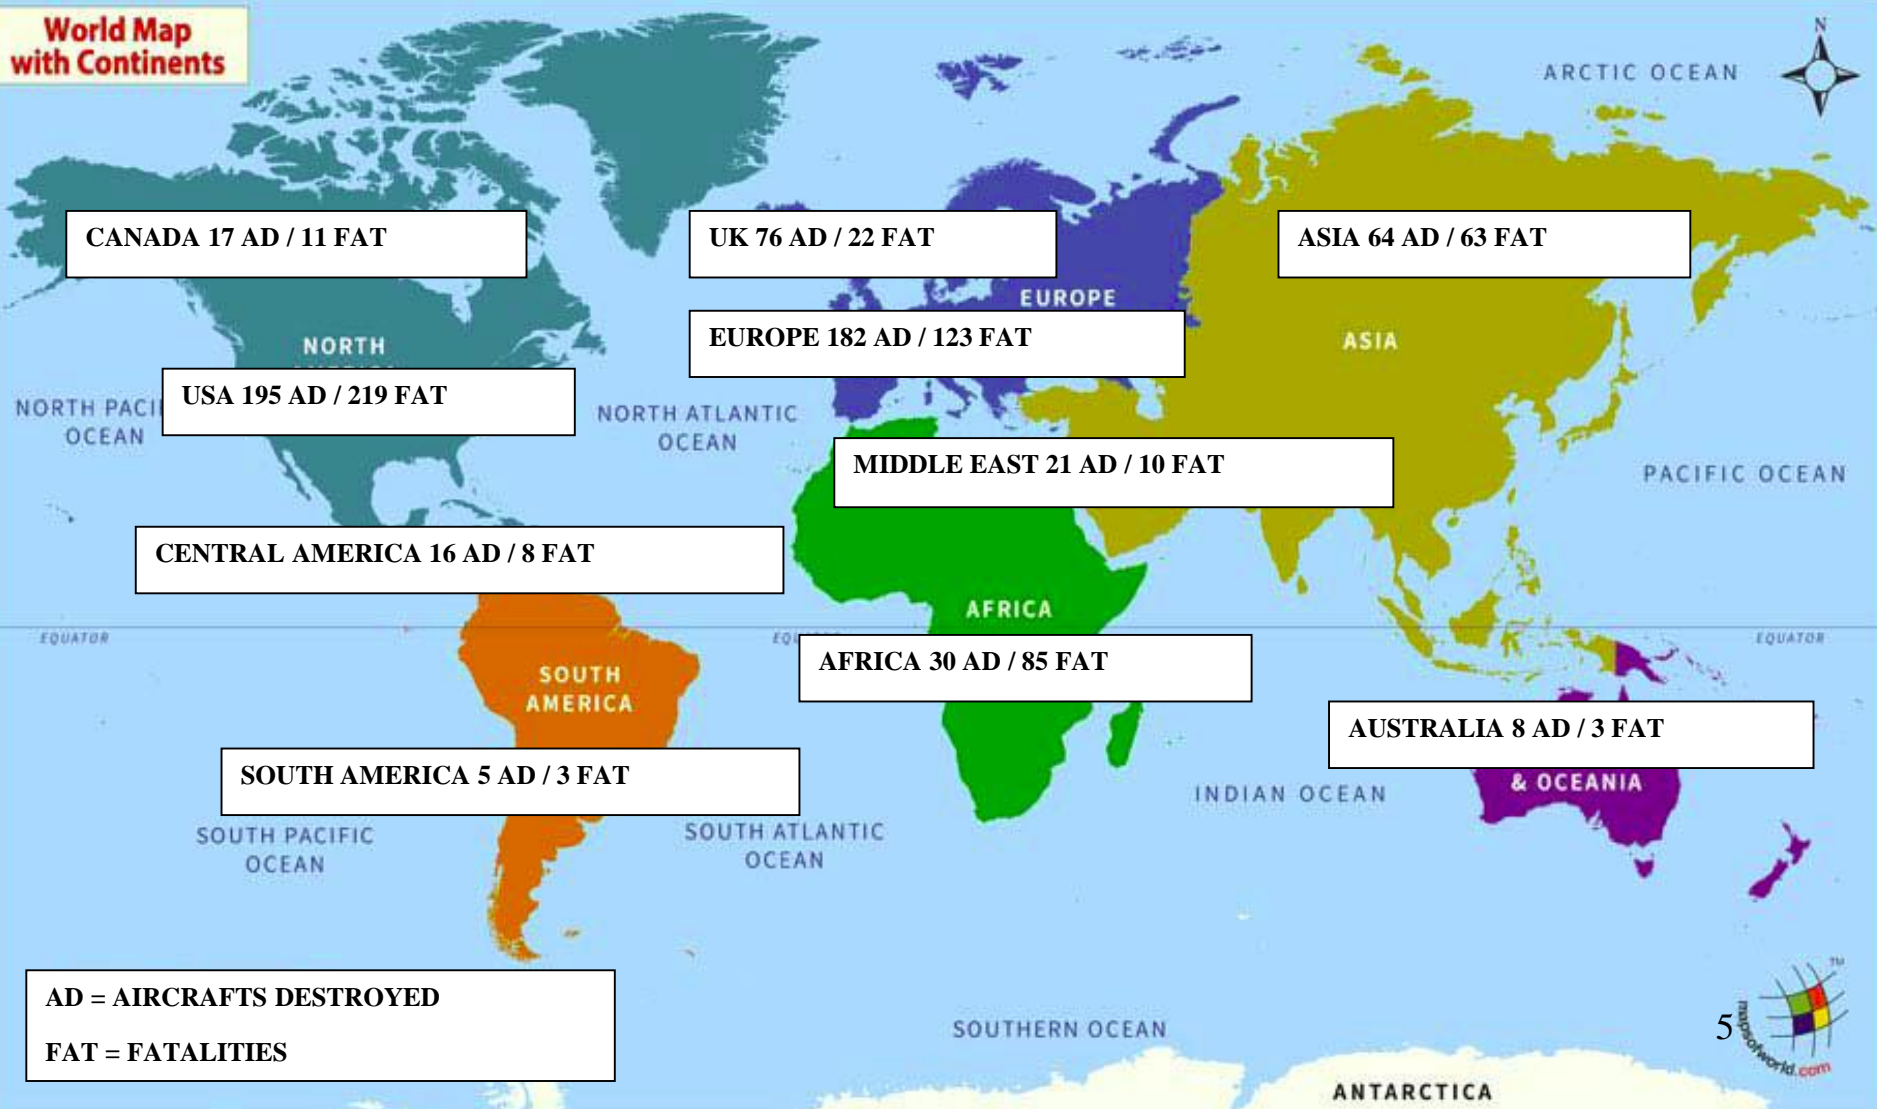 World Map
with Continents
N
ARCTIC OCEAN
CANADA 17 AD / 11 FAT
UK 76 AD / 22 FAT
ASIA 64 AD / 63 FAT
EUROPE
EUROPE 182 AD / 123 FAT
ASIA
NORTH
USA 195 AD / 219 FAT
NORTH PACI
OCEAN
NORTH ATLANTIC
OCEAN
MIDDLE EAST 21 AD / 10 FAT
PACIFIC OCEAN
CENTRAL AMERICA 16 AD / 8 FAT
AFRICA
EQUATOR
EQUATOR
AFRICA 30 AD / 85 FAT
SOUTH
AMERICA
AUSTRALIA 8 AD / 3 FAT
SOUTH AMERICA 5 AD / 3 FAT
& OCEANIA
INDIAN OCEAN
SOUTH PACIFIC
OCEAN
SOUTH ATLANTIC
OCEAN
AD = AIRCRAFTS DESTROYED
FAT = FATALITIES
SOUTHERN OCEAN
5
TM
mapsofworld.com
ANTARCTICA